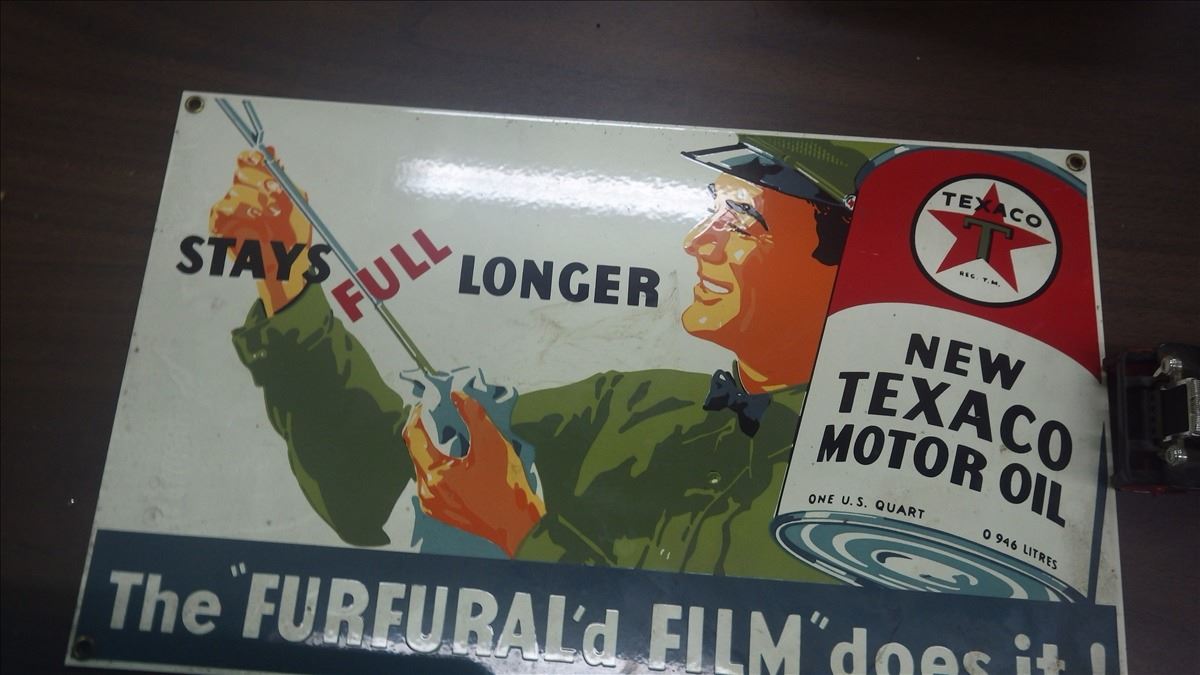 STAYS FULL LONGER
TEXACO
T
REG. T.M.
NEW
TEXACO
MOTOR OIL
ONE U.S. QUART
0 946 LITRES
The "FURFURAL'd FILM" does it!